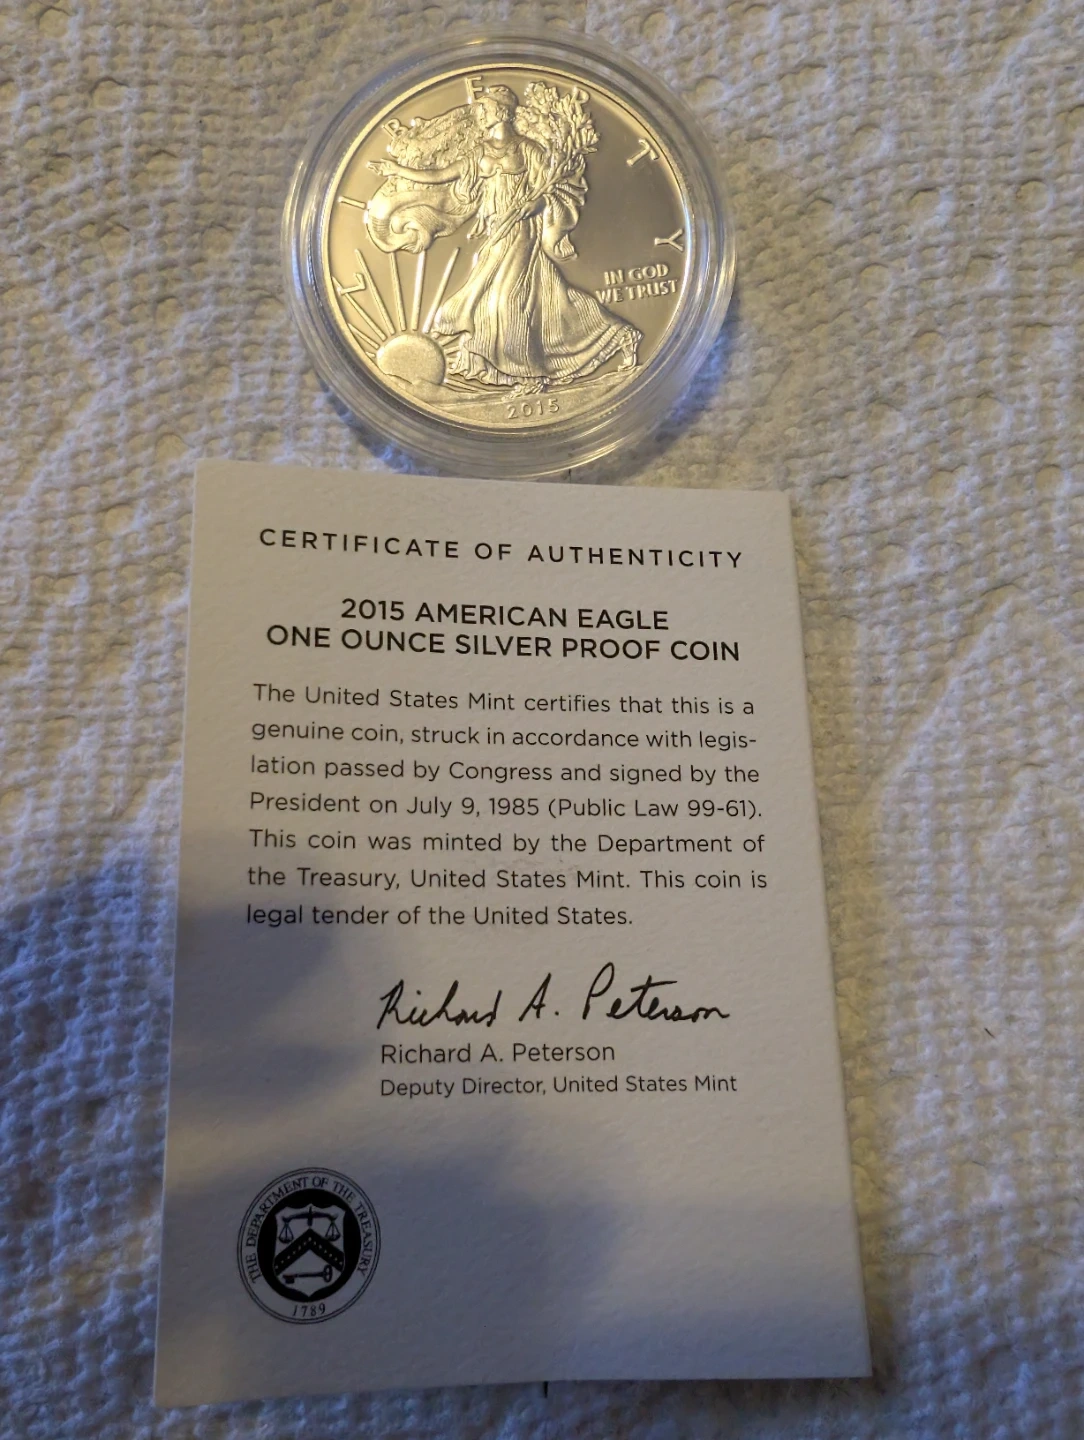 LIBERTY
IN GOD
WE TRUST
2015
CERTIFICATE OF AUTHENTICITY
2015 AMERICAN EAGLE
ONE OUNCE SILVER PROOF COIN
The United States Mint certifies that this is a
genuine coin, struck in accordance with legis-
lation passed by Congress and signed by the
President on July 9, 1985 (Public Law 99-61).
This coin was minted by the Department of
the Treasury, United States Mint. This coin is
legal tender of the United States.
Richard A. Peterson
Richard A. Peterson
Deputy Director, United States Mint
THE DEPARTMENT OF THE TREASURY
1789